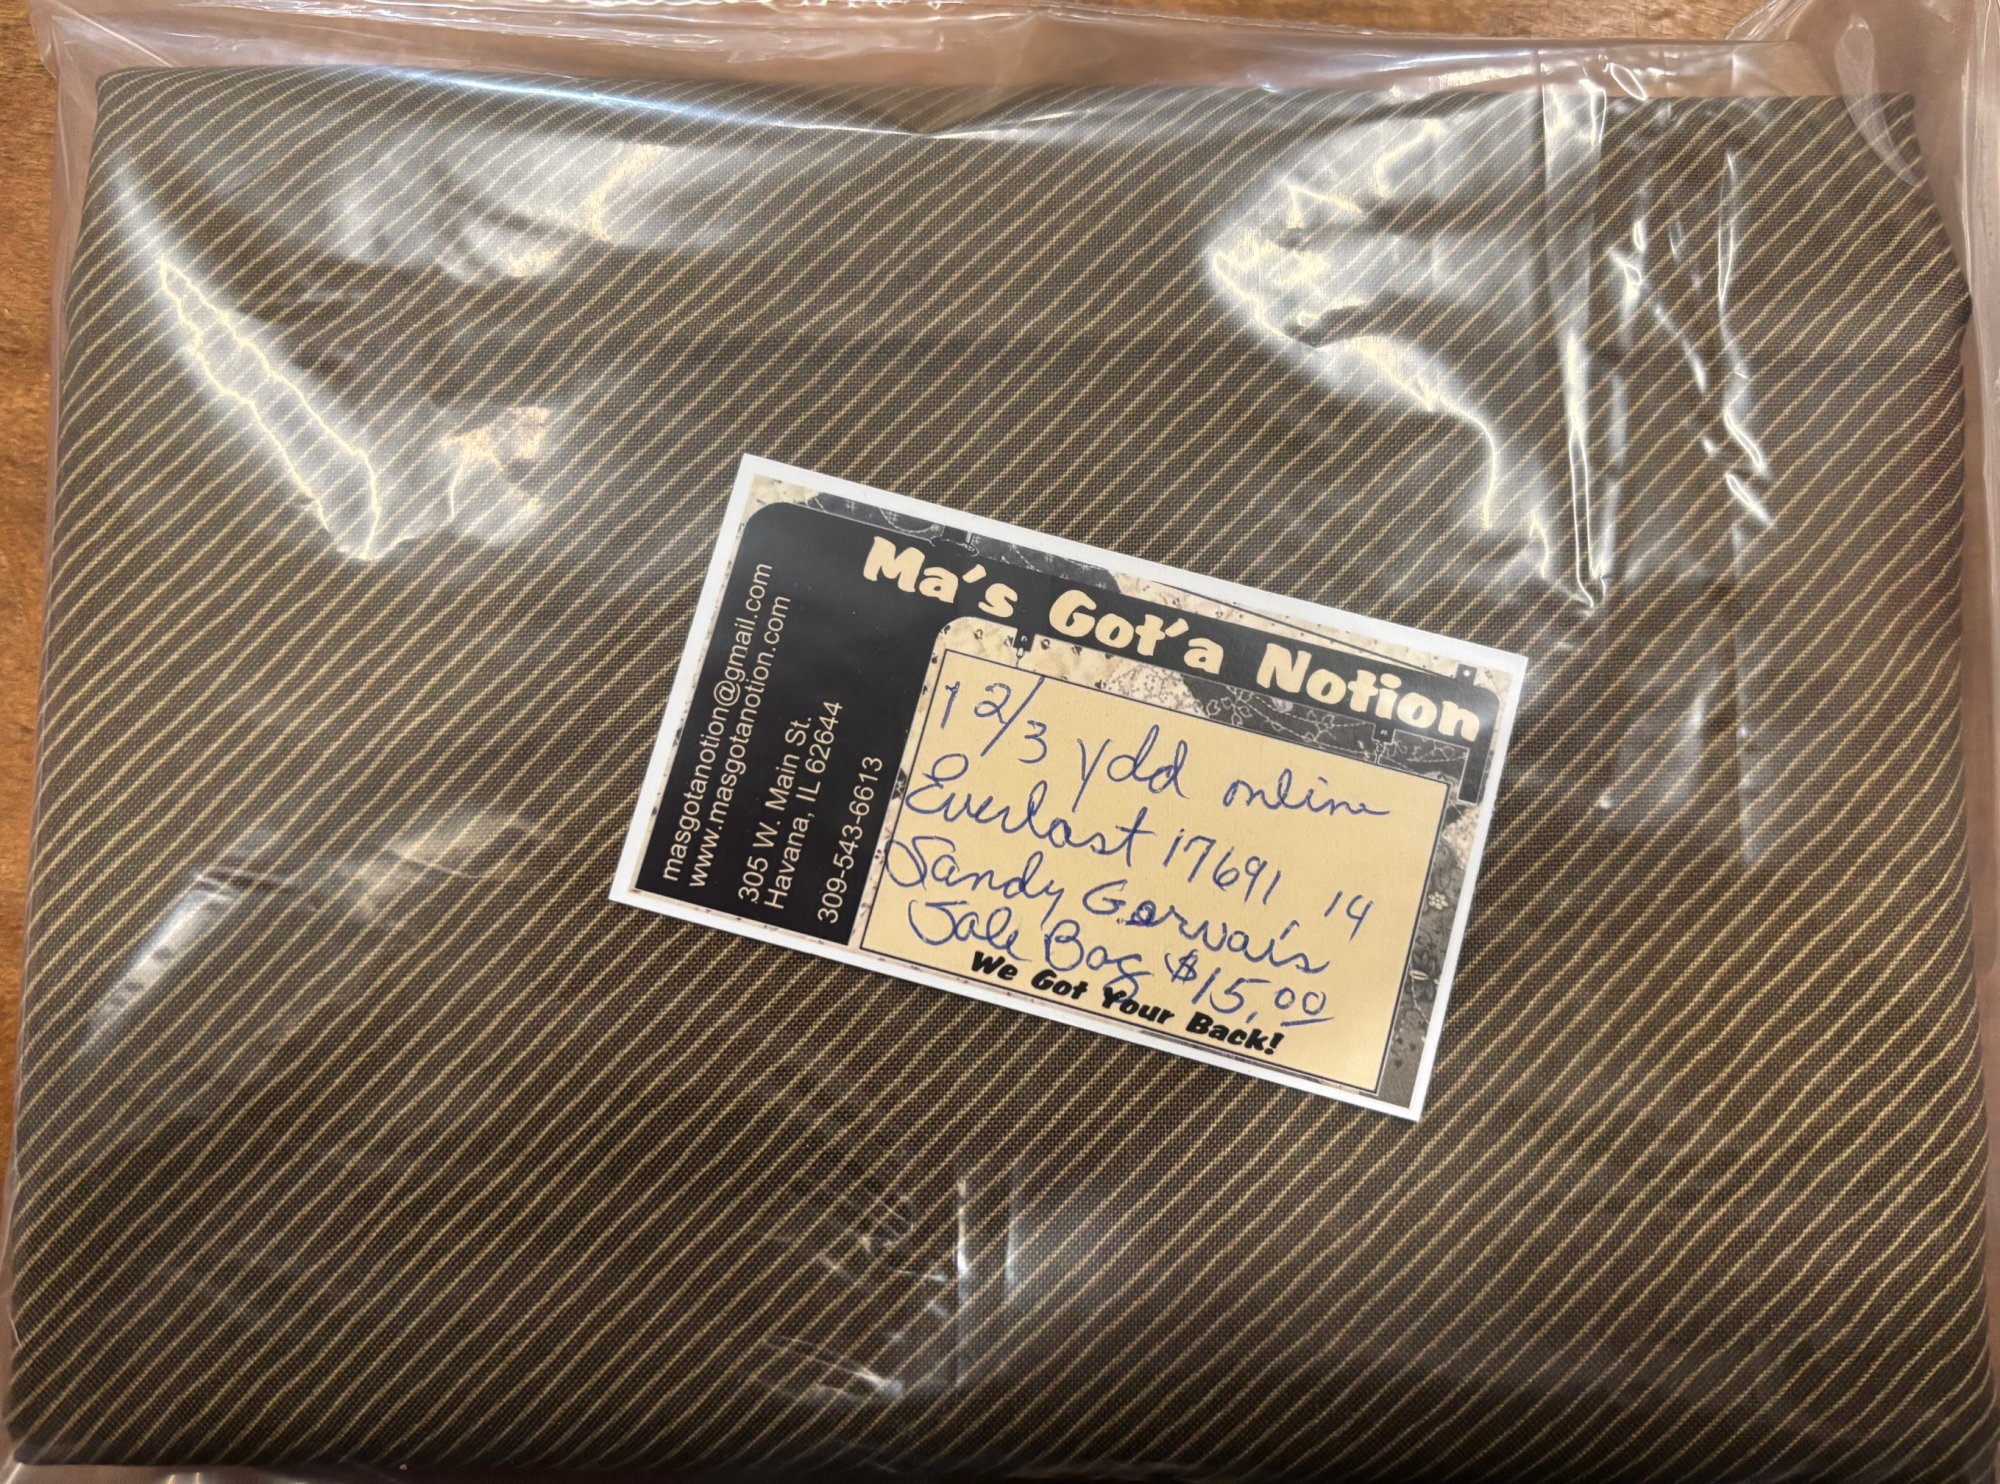 Ma's Got'a Notion
masgotanotion@gmail.com
www.masgotanotion.com
305 W. Main St.
Havana, IL 62644
309-543-6613
1 2/3 ydd online
Everlast 17691 14
Sandy Gervais
Sale Bag $15.00
We Got Your Back!